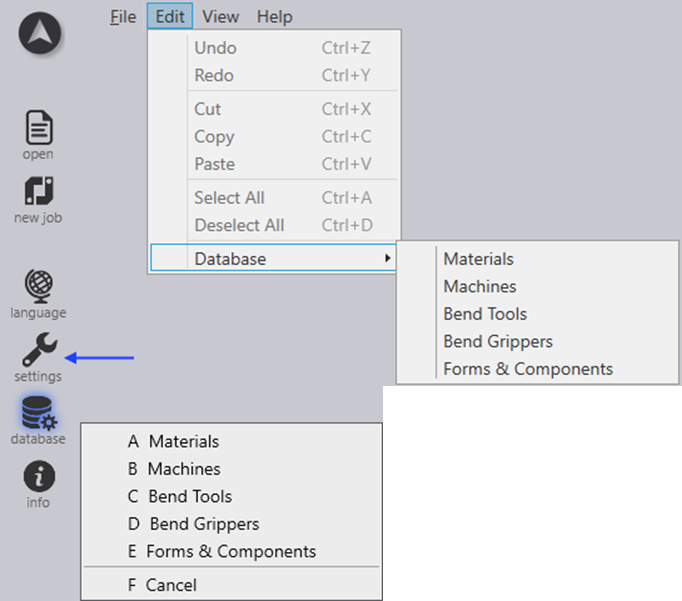 File Edit View Help
Undo Ctrl+Z
Redo Ctrl+Y
Cut Ctrl+X
Copy Ctrl+C
Paste Ctrl+V
Select All Ctrl+A
Deselect All Ctrl+D
Database
Materials
Machines
Bend Tools
Bend Grippers
Forms & Components
open
new job
language
settings
database
info
A Materials
B Machines
C Bend Tools
D Bend Grippers
E Forms & Components
F Cancel